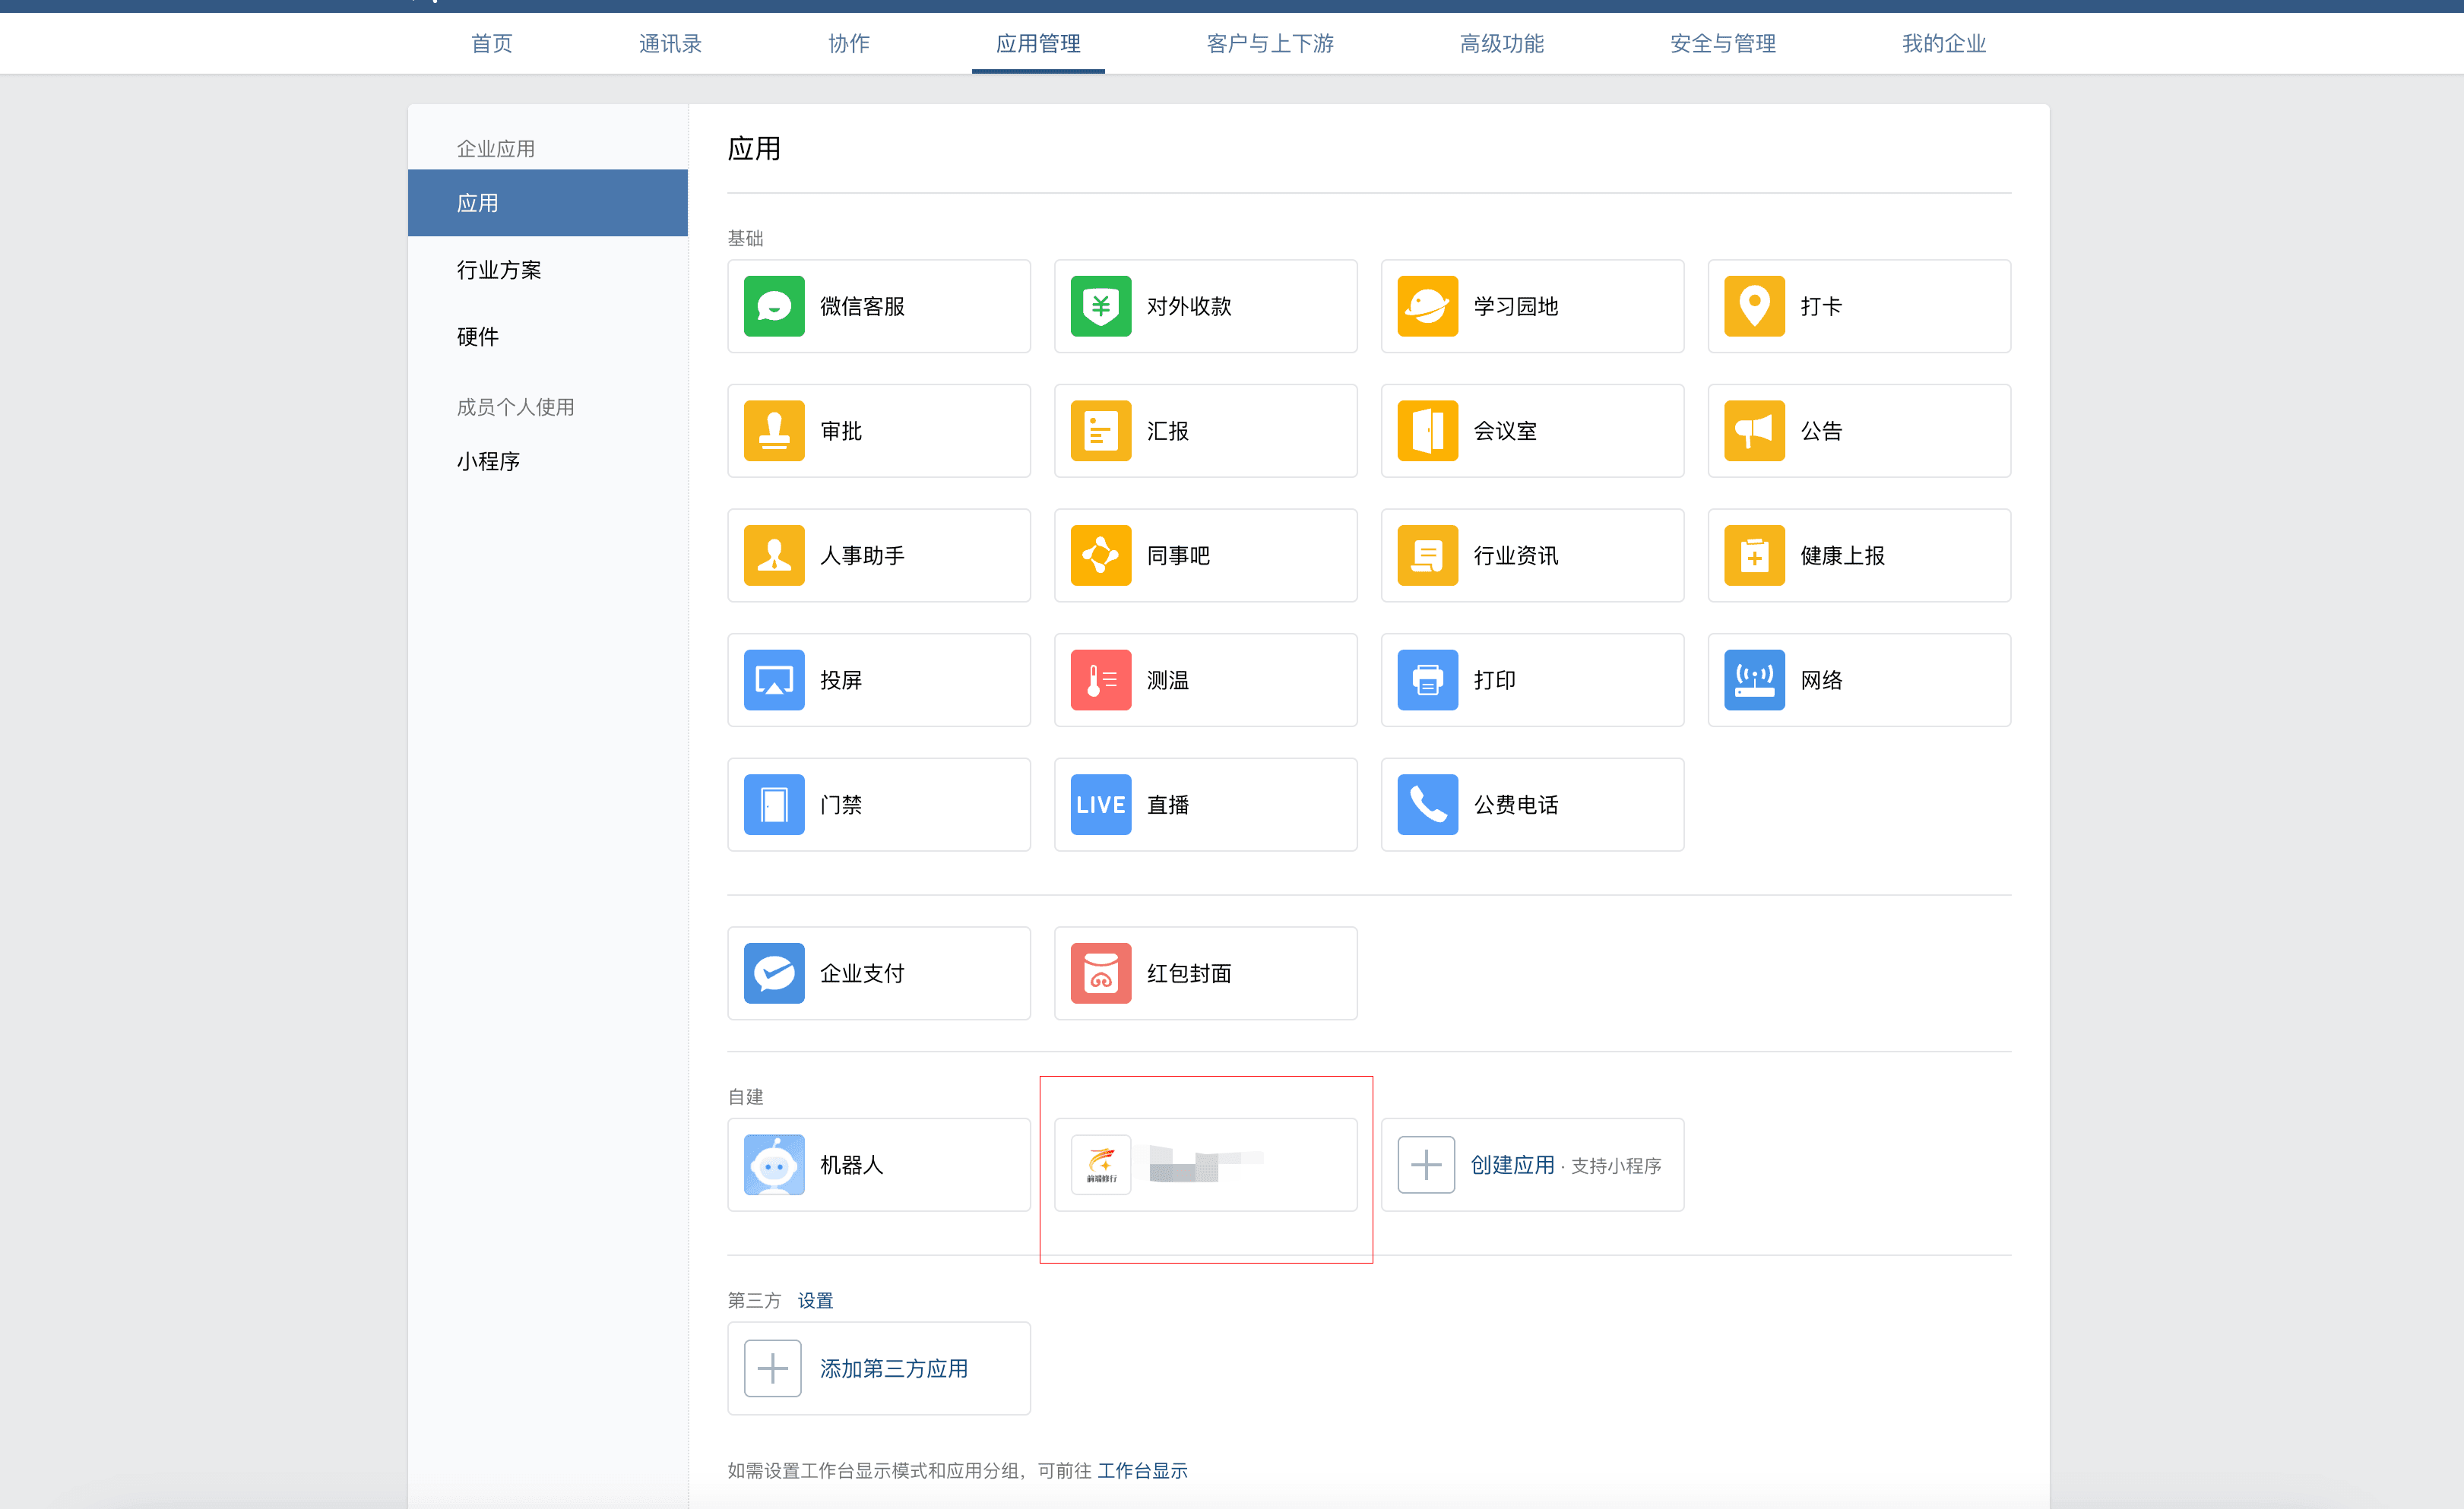 首页 通讯录 协作 应用管理 客户与上下游 高级功能 安全与管理 我的企业
企业应用
应用
行业方案
硬件
成员个人使用
小程序
应用
基础
微信客服 对外收款 学习园地 打卡
审批 汇报 会议室 公告
人事助手 同事吧 行业资讯 健康上报
投屏 测温 打印 网络
门禁 LIVE 直播 公费电话
企业支付 红包封面
自建
机器人 前端修行 创建应用 · 支持小程序
第三方 设置
添加第三方应用
如需设置工作台显示模式和应用分组，可前往 工作台显示